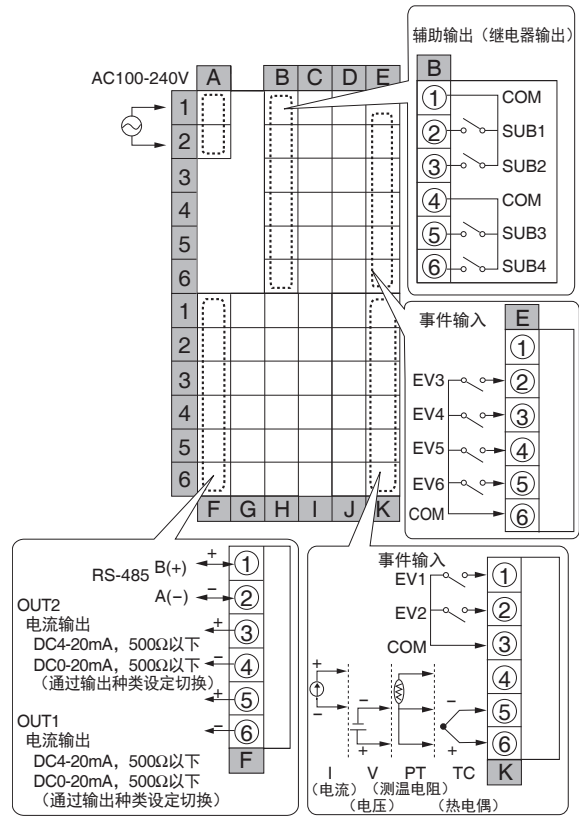 AC100-240V
A B C D E
1
2
3
4
5
6
1
2
3
4
5
6
F G H I J K
辅助输出（继电器输出）
B
① COM
② SUB1
③ SUB2
④ COM
⑤ SUB3
⑥ SUB4
事件输入 E
①
EV3 ②
EV4 ③
EV5 ④
EV6 ⑤
COM ⑥
RS-485 B(+) + ①
A(−) − ②
OUT2
电流输出 + ③
DC4-20mA，500Ω以下
DC0-20mA，500Ω以下 − ④
（通过输出种类设定切换）
+ ⑤
OUT1 − ⑥
电流输出
F
DC4-20mA，500Ω以下
DC0-20mA，500Ω以下
（通过输出种类设定切换）
事件输入
EV1 ①
EV2 ②
COM ③
+ ④
− − − ⑤
+ + ⑥
I V PT TC K
（电流） （测温电阻）
（电压） （热电偶）